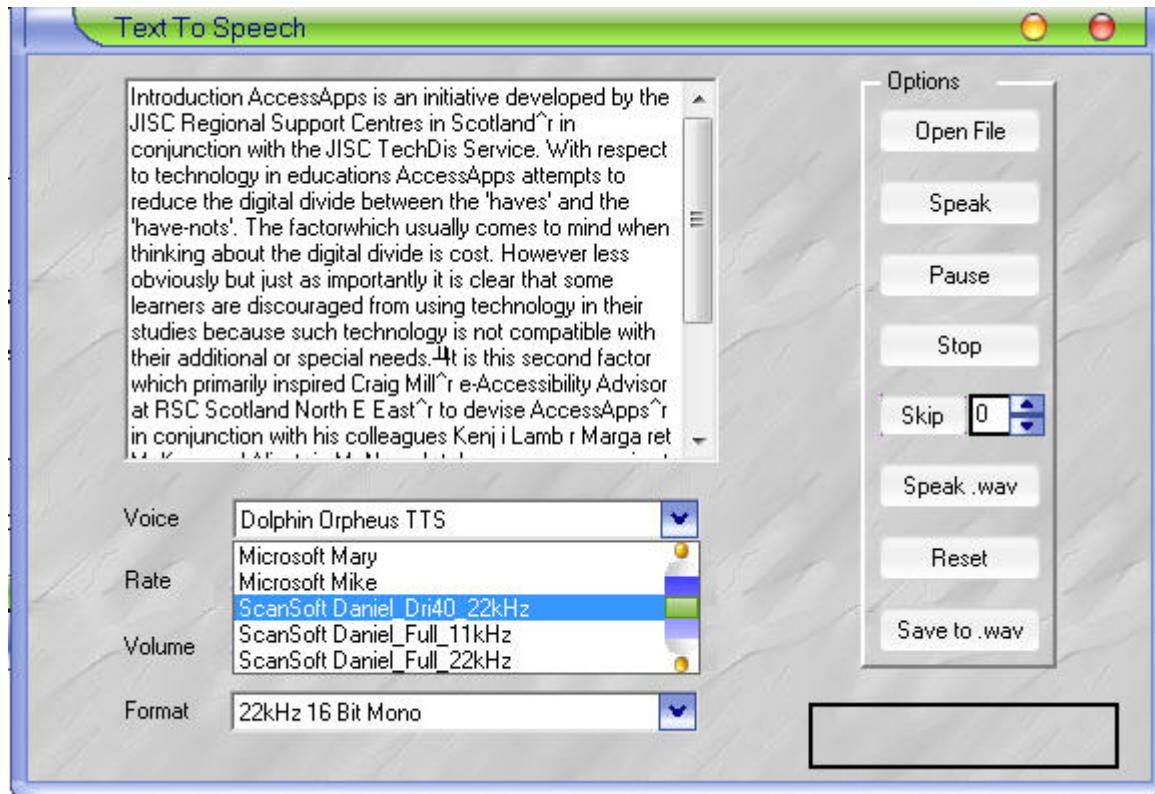 Text To Speech
Introduction AccessApps is an initiative developed by the
JISC Regional Support Centres in Scotland^r in
conjunction with the JISC TechDis Service. With respect
to technology in educations AccessApps attempts to
reduce the digital divide between the 'haves' and the
'have-nots'. The factorwhich usually comes to mind when
thinking about the digital divide is cost. However less
obviously but just as importantly it is clear that some
learners are discouraged from using technology in their
studies because such technology is not compatible with
their additional or special needs. It is this second factor
which primarily inspired Craig Mill^r e-Accessibility Advisor
at RSC Scotland North E East^r to devise AccessApps^r
in conjunction with his colleagues Kenj i Lamb r Marga ret
Voice
Dolphin Orpheus TTS
Microsoft Mary
Microsoft Mike
ScanSoft Daniel_Dri40_22kHz
ScanSoft Daniel_Full_11kHz
ScanSoft Daniel_Full_22kHz
Rate
Volume
Format
22kHz 16 Bit Mono
Options
Open File
Speak
Pause
Stop
Skip 0
Speak .wav
Reset
Save to .wav